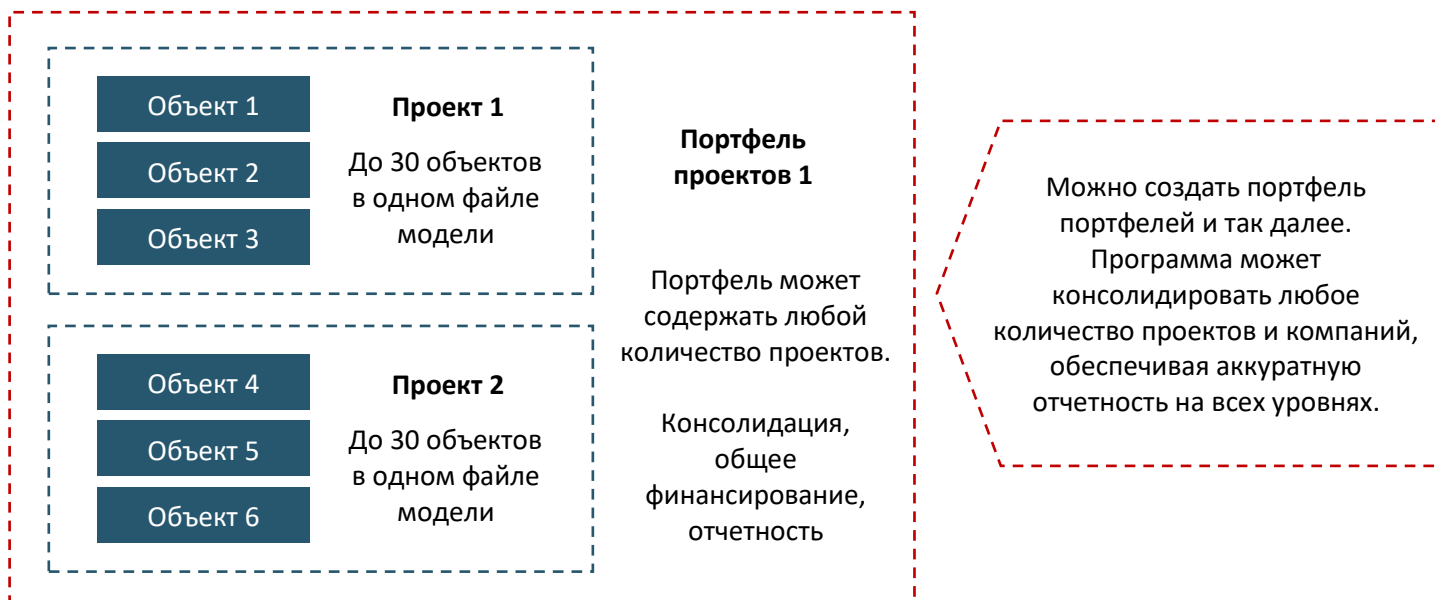 Объект 1
Объект 2
Объект 3
Проект 1
До 30 объектов
в одном файле
модели
Объект 4
Объект 5
Объект 6
Проект 2
До 30 объектов
в одном файле
модели
Портфель
проектов 1
Портфель может
содержать любой
количество проектов.
Консолидация,
общее
финансирование,
отчетность
Можно создать портфель
портфелей и так далее.
Программа может
консолидировать любое
количество проектов и компаний,
обеспечивая аккуратную
отчетность на всех уровнях.